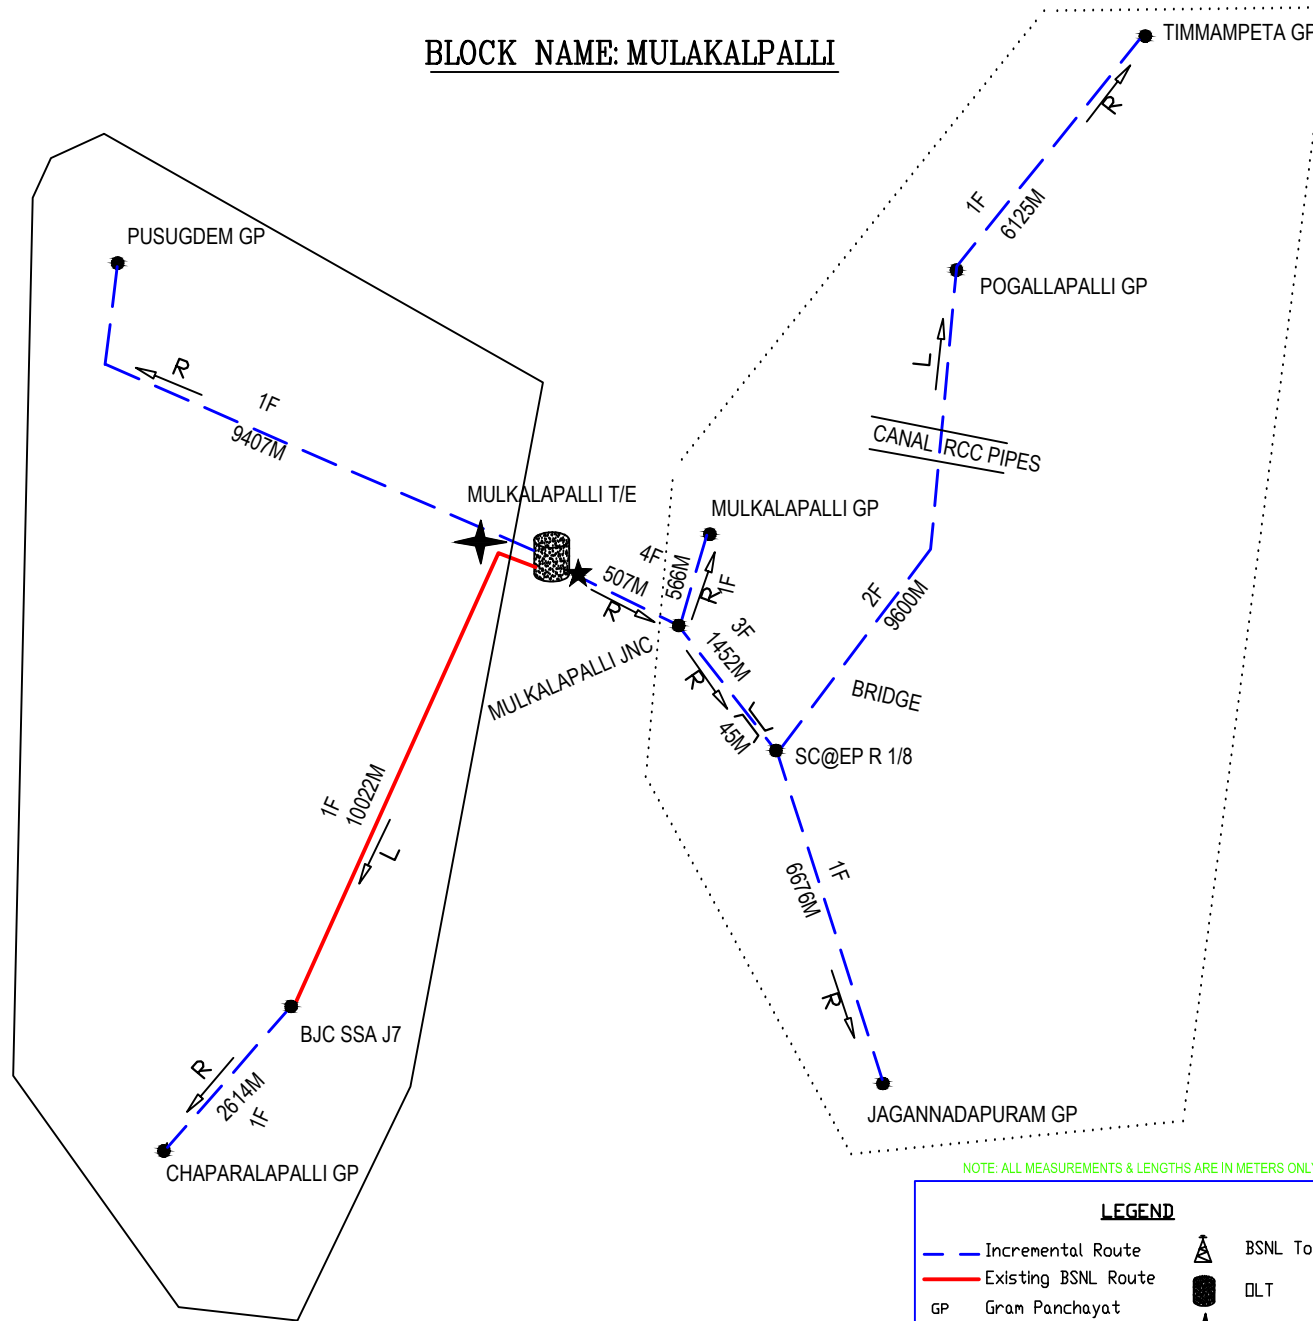 BLOCK NAME: MULAKALPALLI
TIMMAMPETA GP
R
1F
6125M
PUSUGDEM GP
POGALLAPALLI GP
R
1F
9407M
L
CANAL RCC PIPES
MULKALAPALLI T/E
MULKALAPALLI GP
4F
507M
R
566M
R
1F
2F
9600M
MULKALAPALLI JNC
3F
1452M
R
45M
BRIDGE
SC@EP R 1/8
1F
10022M
L
1F
6676M
R
BJC SSA J7
R
2614M
1F
JAGANNADAPURAM GP
CHAPARALAPALLI GP
NOTE: ALL MEASUREMENTS & LENGTHS ARE IN METERS ONLY
LEGEND
Incremental Route
BSNL To
Existing BSNL Route
OLT
GP Gram Panchayat